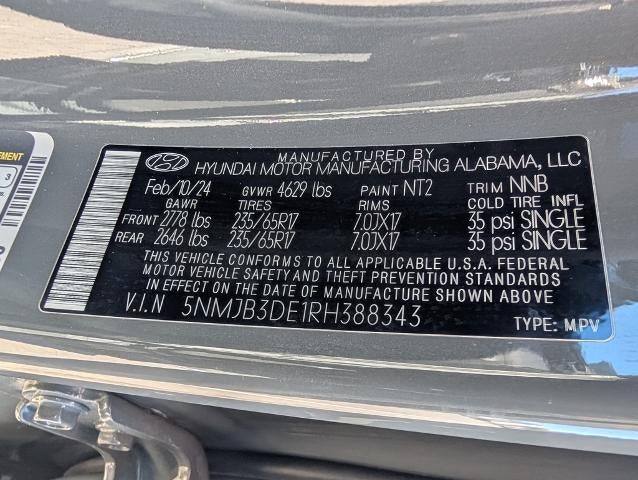 MANUFACTURED BY
HYUNDAI MOTOR MANUFACTURING ALABAMA, LLC
Feb/10/24 GVWR 4629 lbs PAINT NT2 TRIM NNB
GAWR TIRES RIMS COLD TIRE INFL
FRONT 2778 lbs 235/65R17 7.0JX17 35 psi SINGLE
REAR 2646 lbs 235/65R17 7.0JX17 35 psi SINGLE
THIS VEHICLE CONFORMS TO ALL APPLICABLE U.S.A. FEDERAL
MOTOR VEHICLE SAFETY AND THEFT PREVENTION STANDARDS
IN EFFECT ON THE DATE OF MANUFACTURE SHOWN ABOVE
V.I.N 5NMJB3DE1RH388343
TYPE: MPV